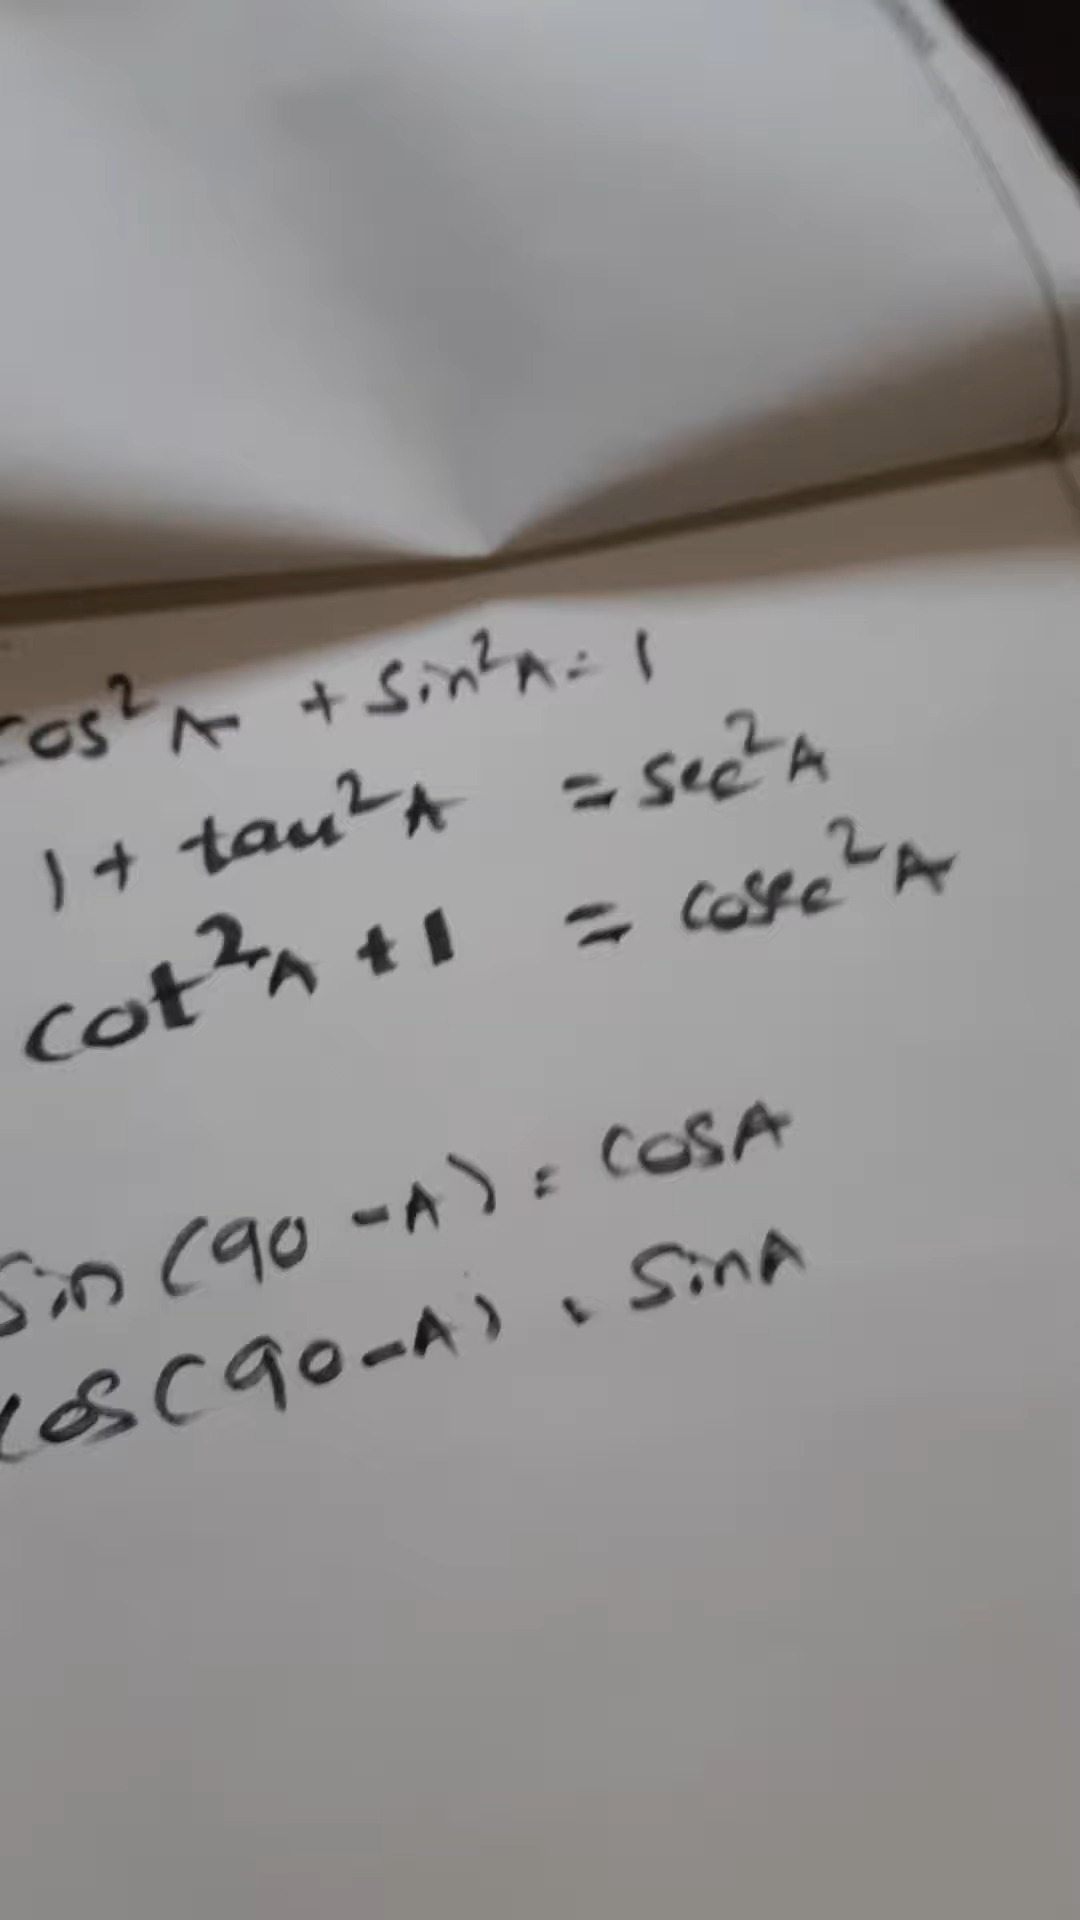 cos²A + sin²A = 1
1 + tan²A = sec²A
cot²A + 1 = cosec²A
sin (90 - A) = cosA
cos (90 - A) = sinA